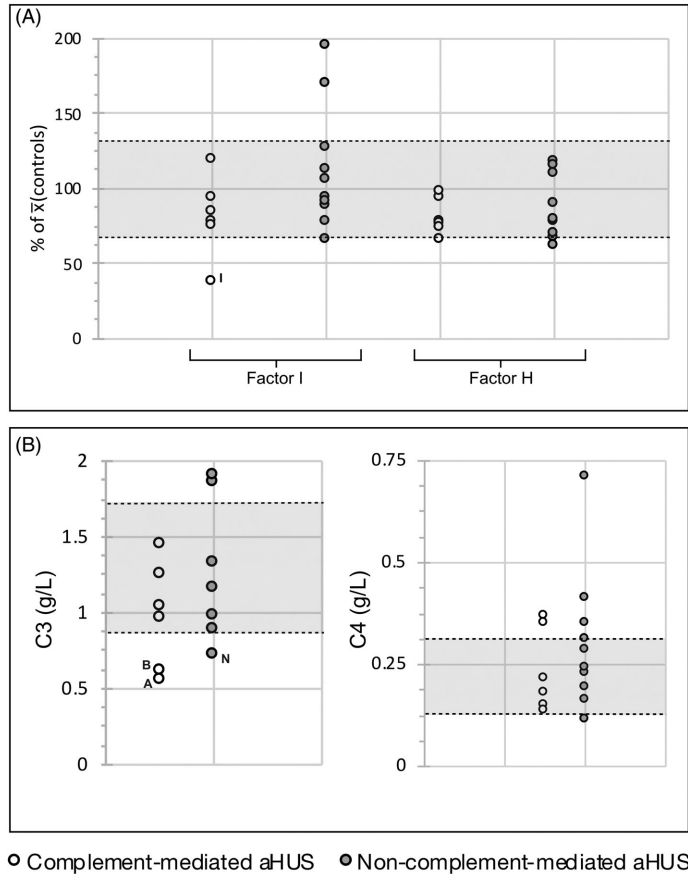 (A)
200
150
100
50
0
% of x̅(controls)
I
Factor I
Factor H
(B)
2
1.5
1
0.5
0
C3 (g/L)
B
A
N
0.75
0.5
0.25
0
C4 (g/L)
Complement-mediated aHUS
Non-complement-mediated aHUS